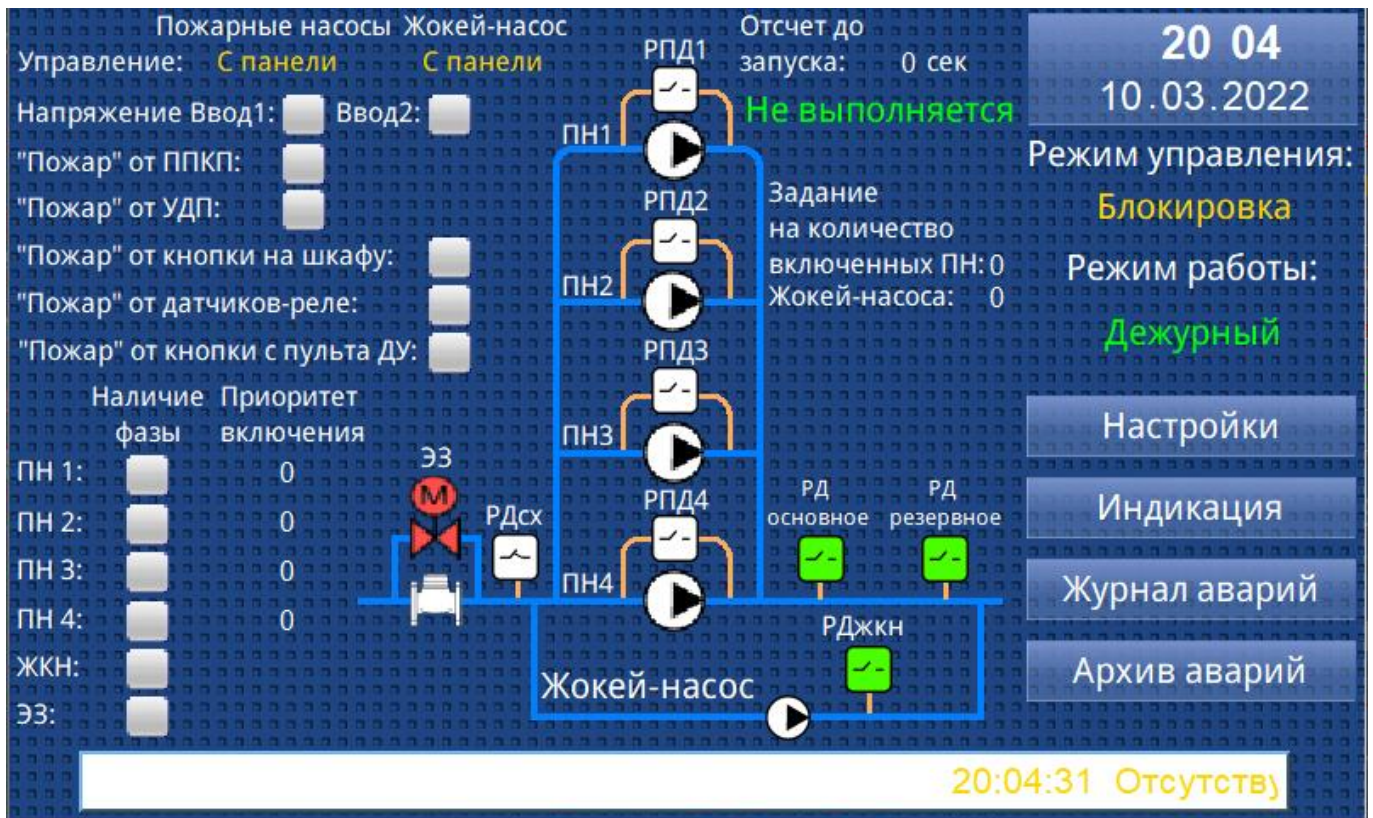 Пожарные насосы Жокей-насос
Управление: С панели С панели
Напряжение Ввод1: Ввод2:
"Пожар" от ППКП:
"Пожар" от УДП:
"Пожар" от кнопки на шкафу:
"Пожар" от датчиков-реле:
"Пожар" от кнопки с пульта ДУ:
Наличие Приоритет
фазы включения
ПН 1: 0
ПН 2: 0
ПН 3: 0
ПН 4: 0
ЖКН:
ЭЗ:
ЭЗ
М
РДсх
РПД1
ПН1
РПД2
ПН2
РПД3
ПН3
РПД4
ПН4
Жокей-насос
Отсчет до
запуска: 0 сек
Не выполняется
Задание
на количество
включенных ПН: 0
Жокей-насоса: 0
РД РД
основное резервное
РДжкн
20 04
10.03.2022
Режим управления:
Блокировка
Режим работы:
Дежурный
Настройки
Индикация
Журнал аварий
Архив аварий
20:04:31 Отсутству